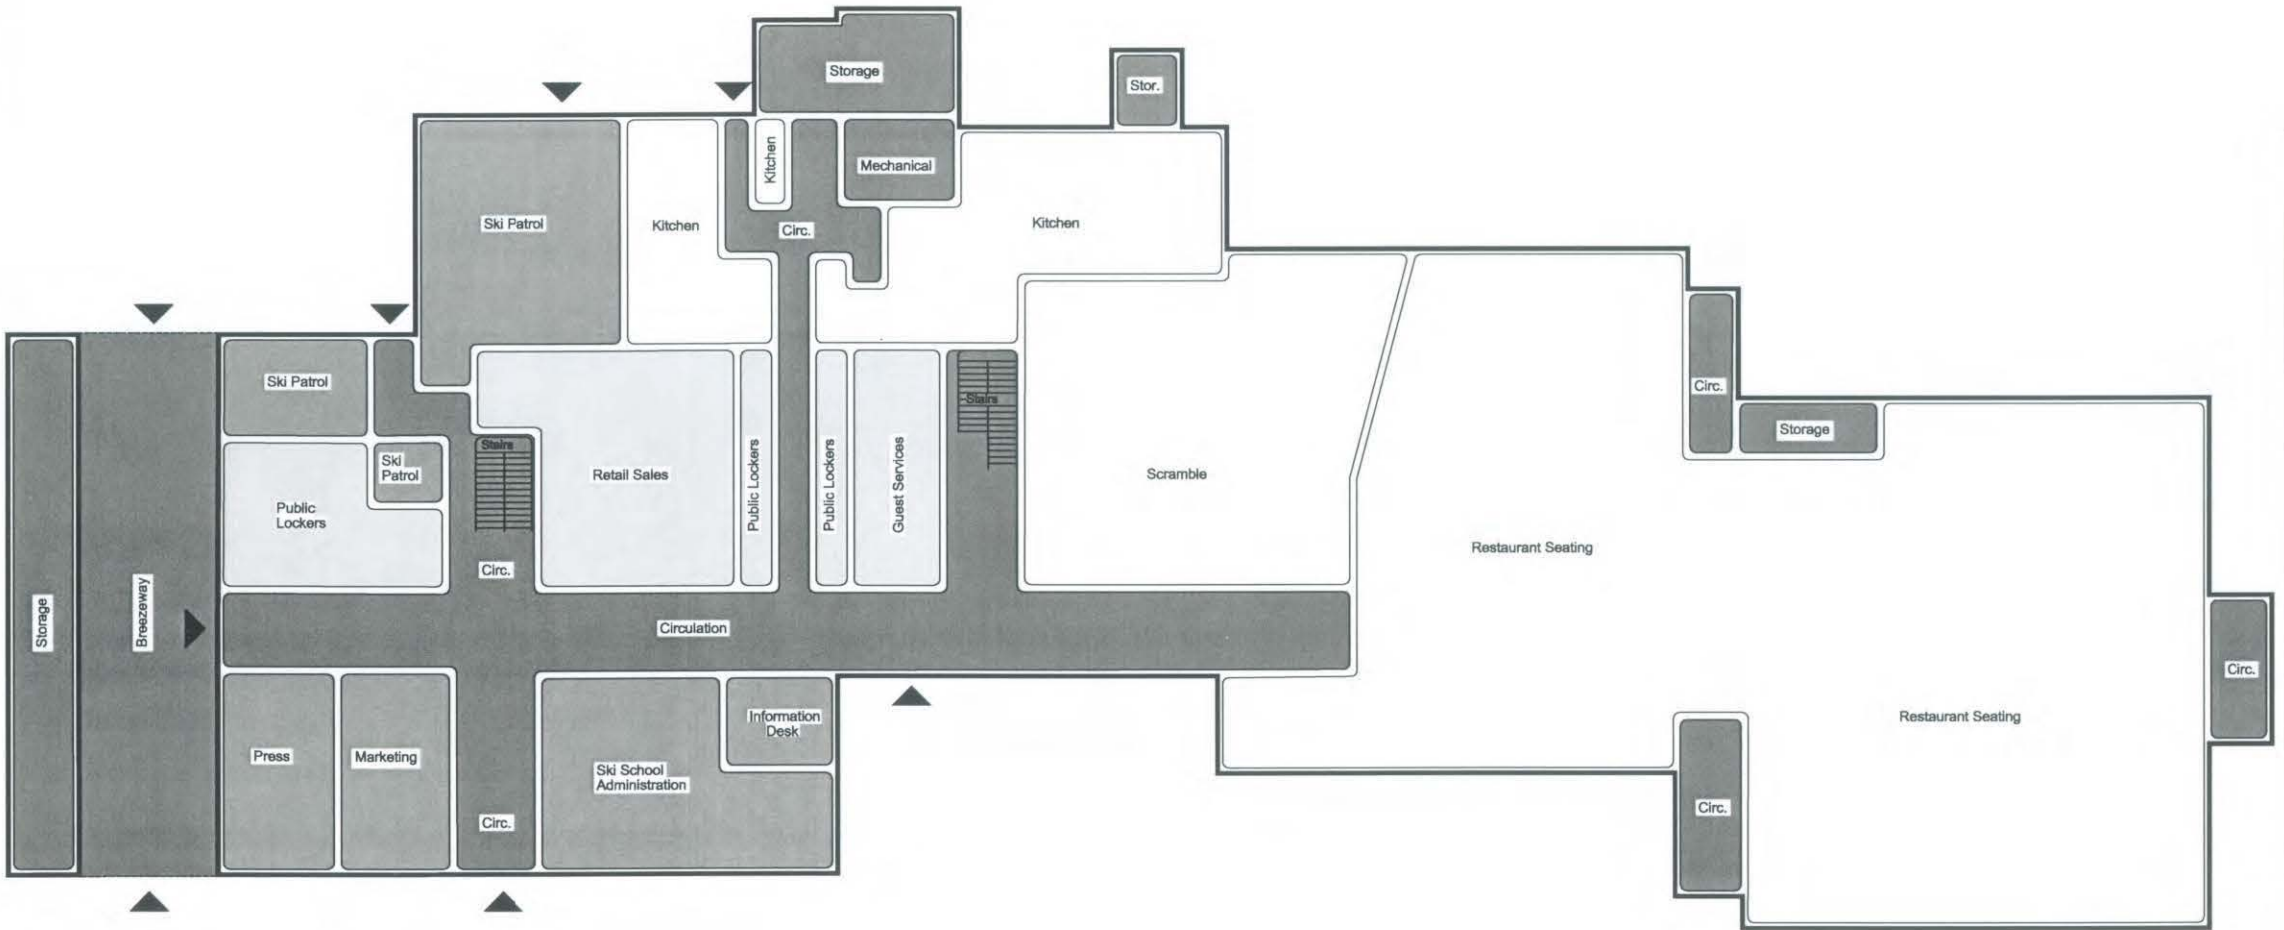 Storage
Stor.
Kitchen
Mechanical
Ski Patrol
Kitchen
Circ.
Kitchen
Ski Patrol
Circ.
Storage
Stairs
Stairs
Ski
Patrol
Retail Sales
Public Lockers
Public Lockers
Guest Services
Scramble
Public
Lockers
Restaurant Seating
Circ.
Storage
Breezeway
Circulation
Circ.
Restaurant Seating
Information
Desk
Press
Marketing
Ski School
Administration
Circ.
Circ.